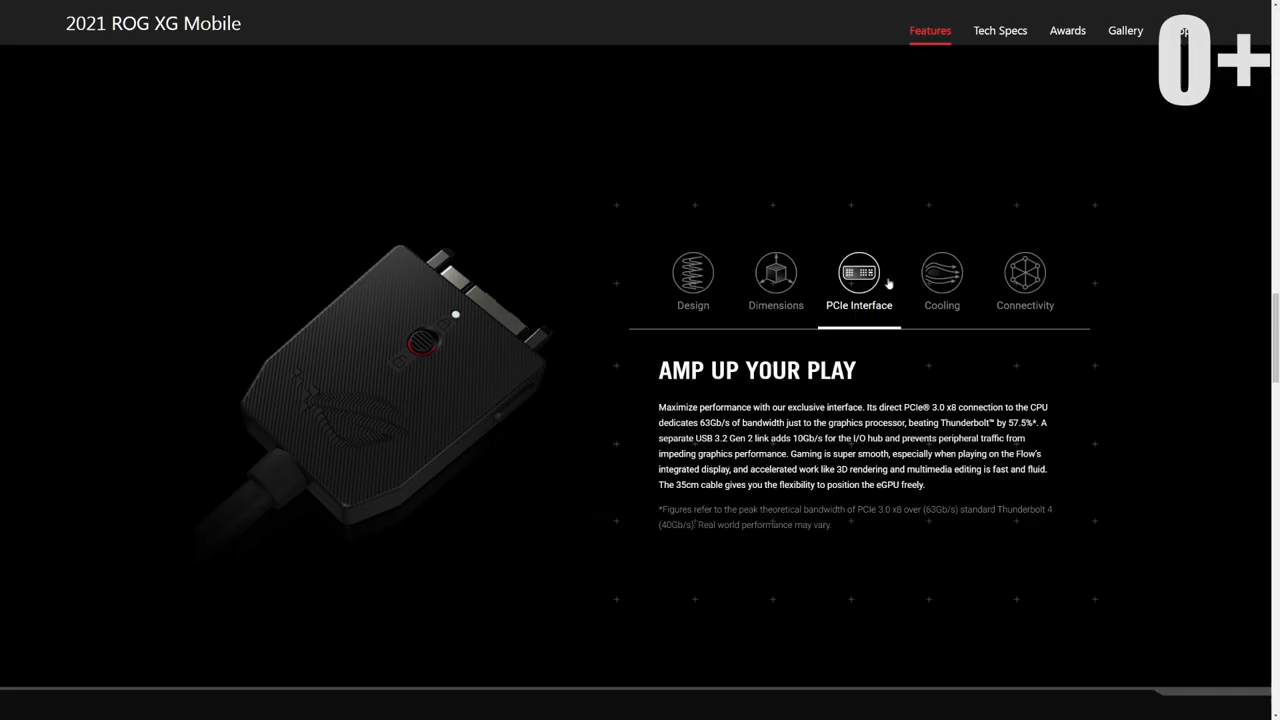 2021 ROG XG Mobile
Features
Tech Specs
Awards
Gallery
0+
Design
Dimensions
PCIe Interface
Cooling
Connectivity
AMP UP YOUR PLAY
Maximize performance with our exclusive interface. Its direct PCIe® 3.0 x8 connection to the CPU
dedicates 63Gb/s of bandwidth just to the graphics processor, beating Thunderbolt™ by 57.5%*. A
separate USB 3.2 Gen 2 link adds 10Gb/s for the I/O hub and prevents peripheral traffic from
impeding graphics performance. Gaming is super smooth, especially when playing on the Flow's
integrated display, and accelerated work like 3D rendering and multimedia editing is fast and fluid.
The 35cm cable gives you the flexibility to position the eGPU freely.
*Figures refer to the peak theoretical bandwidth of PCIe 3.0 x8 over (63Gb/s) standard Thunderbolt 4
(40Gb/s). Real world performance may vary.